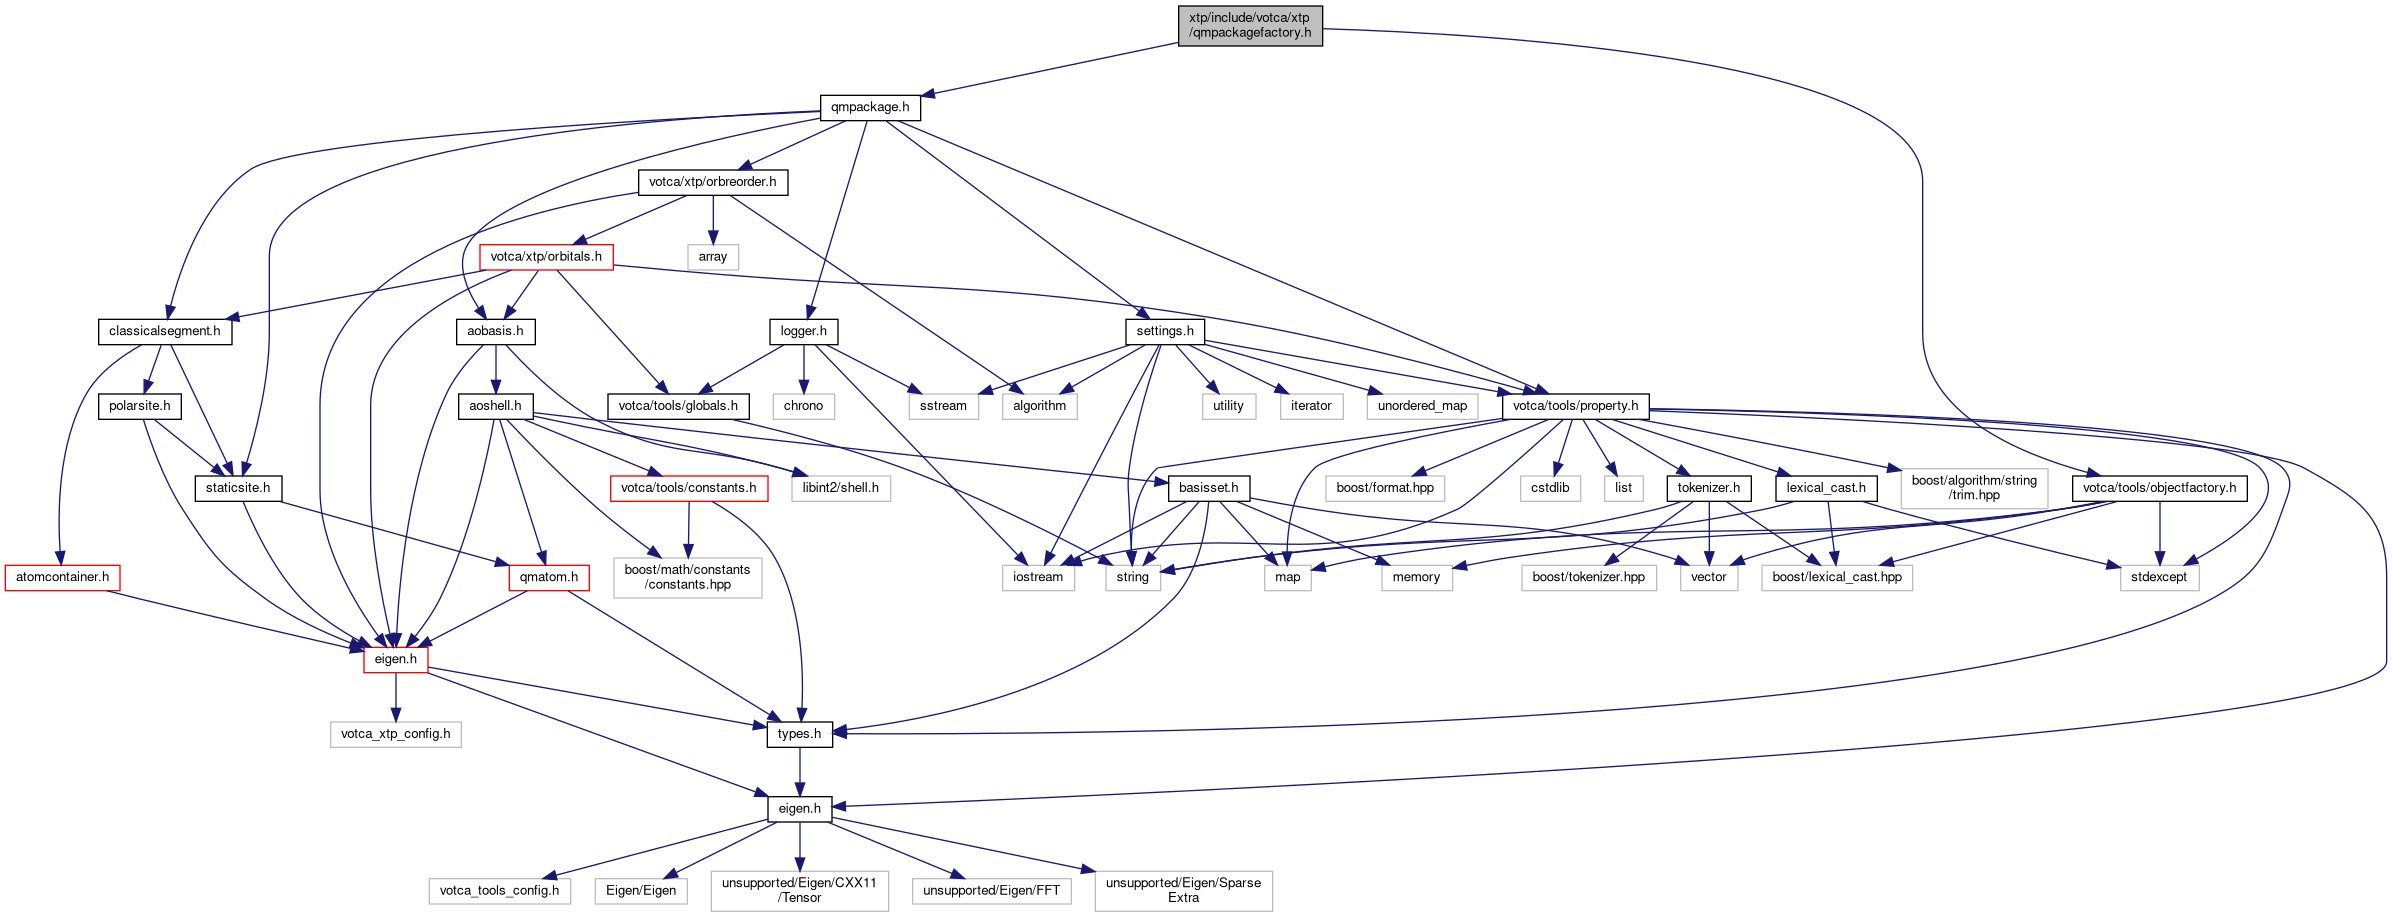 xtp/include/votca/xtp
/qmpackagefactory.h
qmpackage.h
votca/xtp/orbreorder.h
votca/xtp/orbitals.h
array
classicalsegment.h
aobasis.h
logger.h
settings.h
polarsite.h
aoshell.h
votca/tools/globals.h
chrono
sstream
algorithm
utility
iterator
unordered_map
votca/tools/property.h
staticsite.h
votca/tools/constants.h
libint2/shell.h
basisset.h
boost/format.hpp
cstdlib
list
tokenizer.h
lexical_cast.h
boost/algorithm/string
/trim.hpp
votca/tools/objectfactory.h
atomcontainer.h
qmatom.h
boost/math/constants
/constants.hpp
iostream
string
map
memory
boost/tokenizer.hpp
vector
boost/lexical_cast.hpp
stdexcept
eigen.h
votca_xtp_config.h
types.h
eigen.h
votca_tools_config.h
Eigen/Eigen
unsupported/Eigen/CXX11
/Tensor
unsupported/Eigen/FFT
unsupported/Eigen/Sparse
Extra